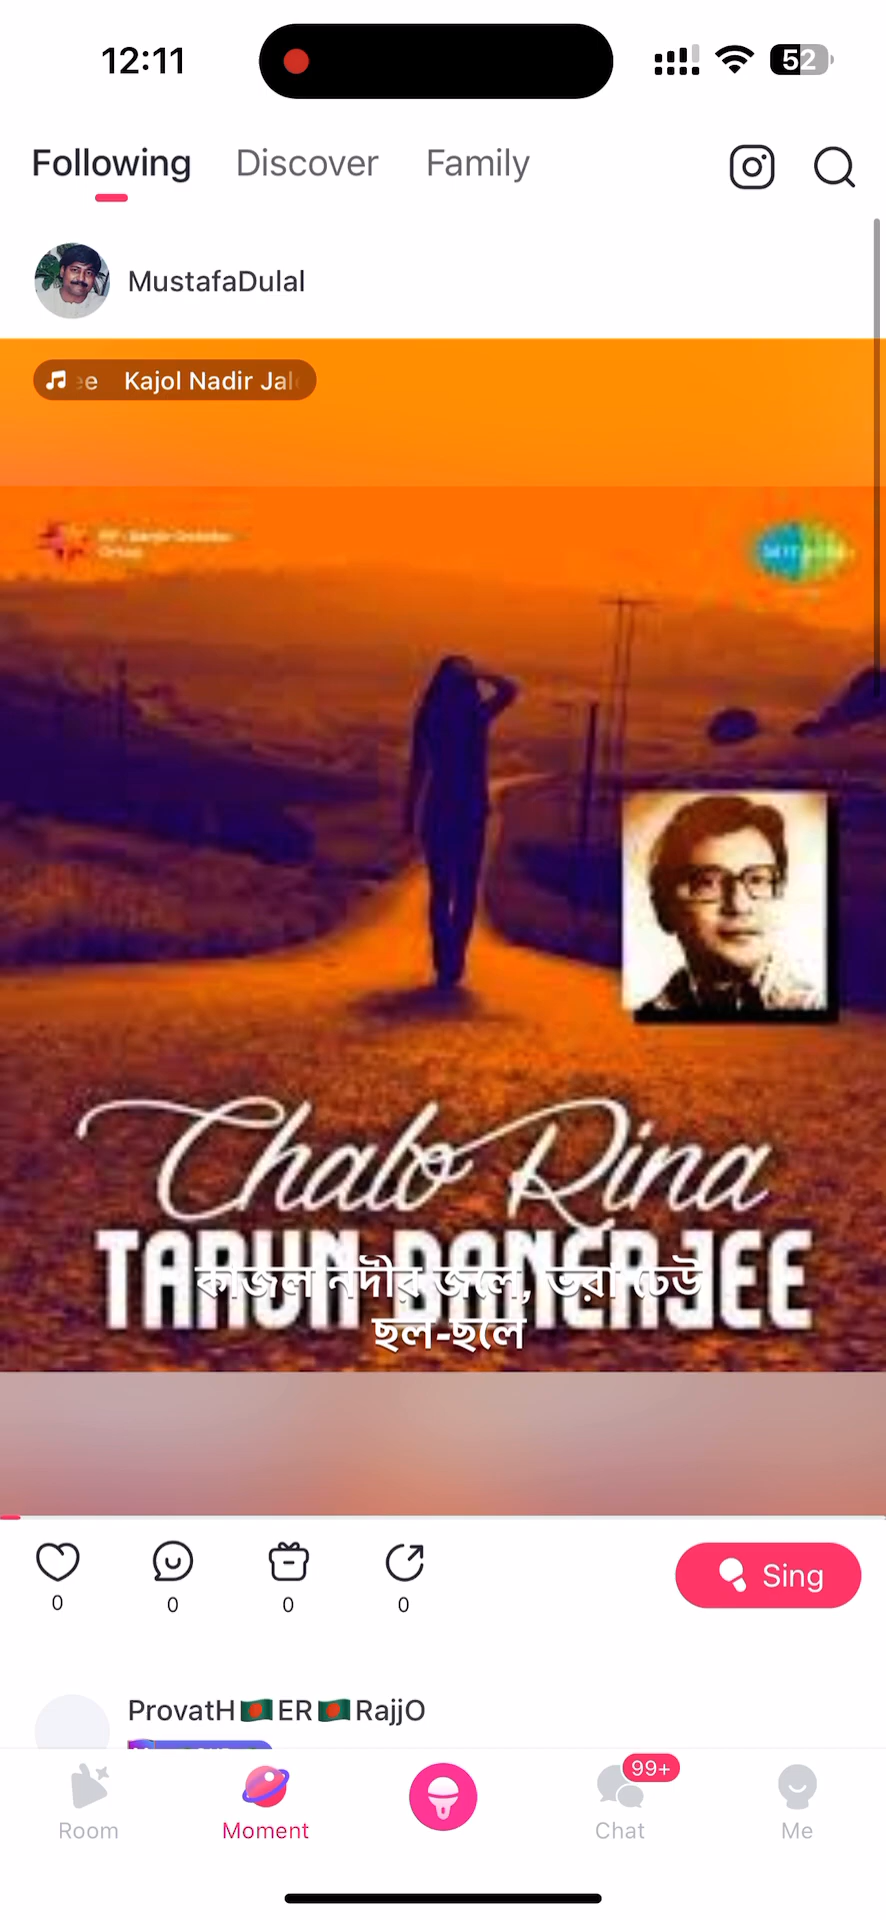 12:11
52
Following Discover Family
MustafaDulal
Kajol Nadir Jal
Chalo Rina
TARUN BANERJEE
কাজল নদীর জলে, ভরা ঢেউ
ছল-ছলে
0 0 0 0
Sing
ProvatH🇧🇩ER🇧🇩RajjO
99+
Room Moment Chat Me